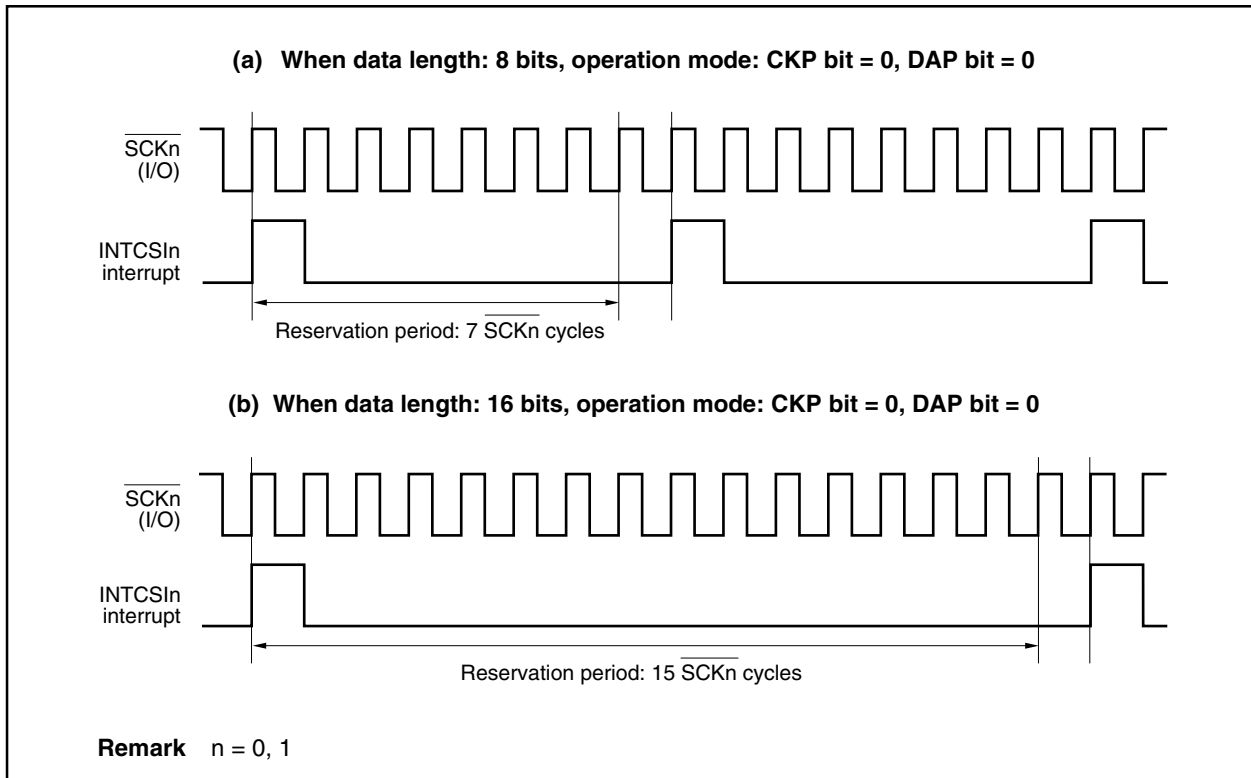 (a) When data length: 8 bits, operation mode: CKP bit = 0, DAP bit = 0
SCKn
(I/O)
INTCSIn
interrupt
Reservation period: 7 SCKn cycles
(b) When data length: 16 bits, operation mode: CKP bit = 0, DAP bit = 0
SCKn
(I/O)
INTCSIn
interrupt
Reservation period: 15 SCKn cycles
Remark n = 0, 1